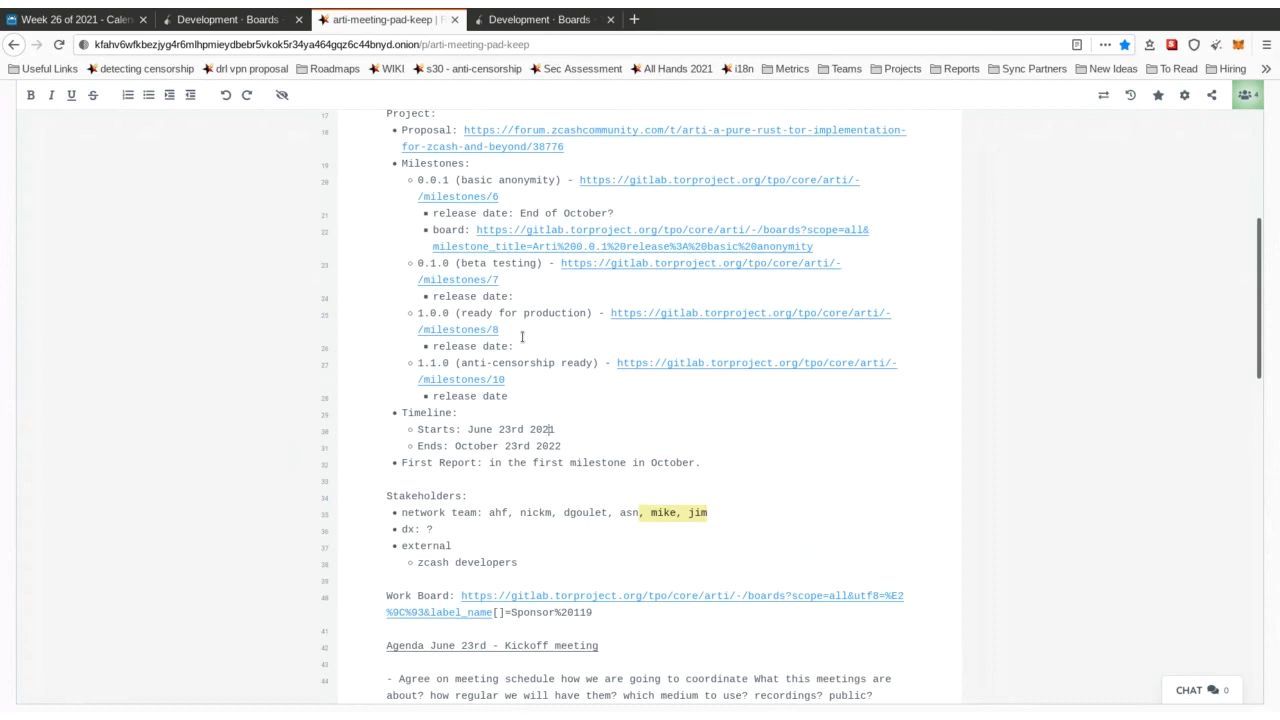 Week 26 of 2021 - Calen
Development · Boards
arti-meeting-pad-keep | R
Development · Boards
kfahv6wfkbezjyg4r6mlhpmieydbebr5vkok5r34ya464gqz6c44bnyd.onion/p/arti-meeting-pad-keep
Useful Links detecting censorship drl vpn proposal Roadmaps WIKI s30 - anti-censorship Sec Assessment All Hands 2021 i18n Metrics Teams Projects Reports Sync Partners New Ideas To Read Hiring
B I U S
4
17 Project:
18 • Proposal: https://forum.zcashcommunity.com/t/arti-a-pure-rust-tor-implementation-
for-zcash-and-beyond/38776
19 • Milestones:
20 ◦ 0.0.1 (basic anonymity) - https://gitlab.torproject.org/tpo/core/arti/-
/milestones/6
21 ▪ release date: End of October?
22 ▪ board: https://gitlab.torproject.org/tpo/core/arti/-/boards?scope=all&
milestone_title=Arti%200.0.1%20release%3A%20basic%20anonymity
23 ◦ 0.1.0 (beta testing) - https://gitlab.torproject.org/tpo/core/arti/-
/milestones/7
24 ▪ release date:
25 ◦ 1.0.0 (ready for production) - https://gitlab.torproject.org/tpo/core/arti/-
/milestones/8
26 ▪ release date:
27 ◦ 1.1.0 (anti-censorship ready) - https://gitlab.torproject.org/tpo/core/arti/-
/milestones/10
28 ▪ release date
29 • Timeline:
30 ◦ Starts: June 23rd 2021
31 ◦ Ends: October 23rd 2022
32 • First Report: in the first milestone in October.
33
34 Stakeholders:
35 • network team: ahf, nickm, dgoulet, asn, mike, jim
36 • dx: ?
37 • external
38 ◦ zcash developers
39
40 Work Board: https://gitlab.torproject.org/tpo/core/arti/-/boards?scope=all&utf8=%E2
%9C%93&label_name[]=Sponsor%20119
41
42 Agenda June 23rd - Kickoff meeting
43
44 - Agree on meeting schedule how we are going to coordinate What this meetings are
about? how regular we will have them? which medium to use? recordings? public?
CHAT 0